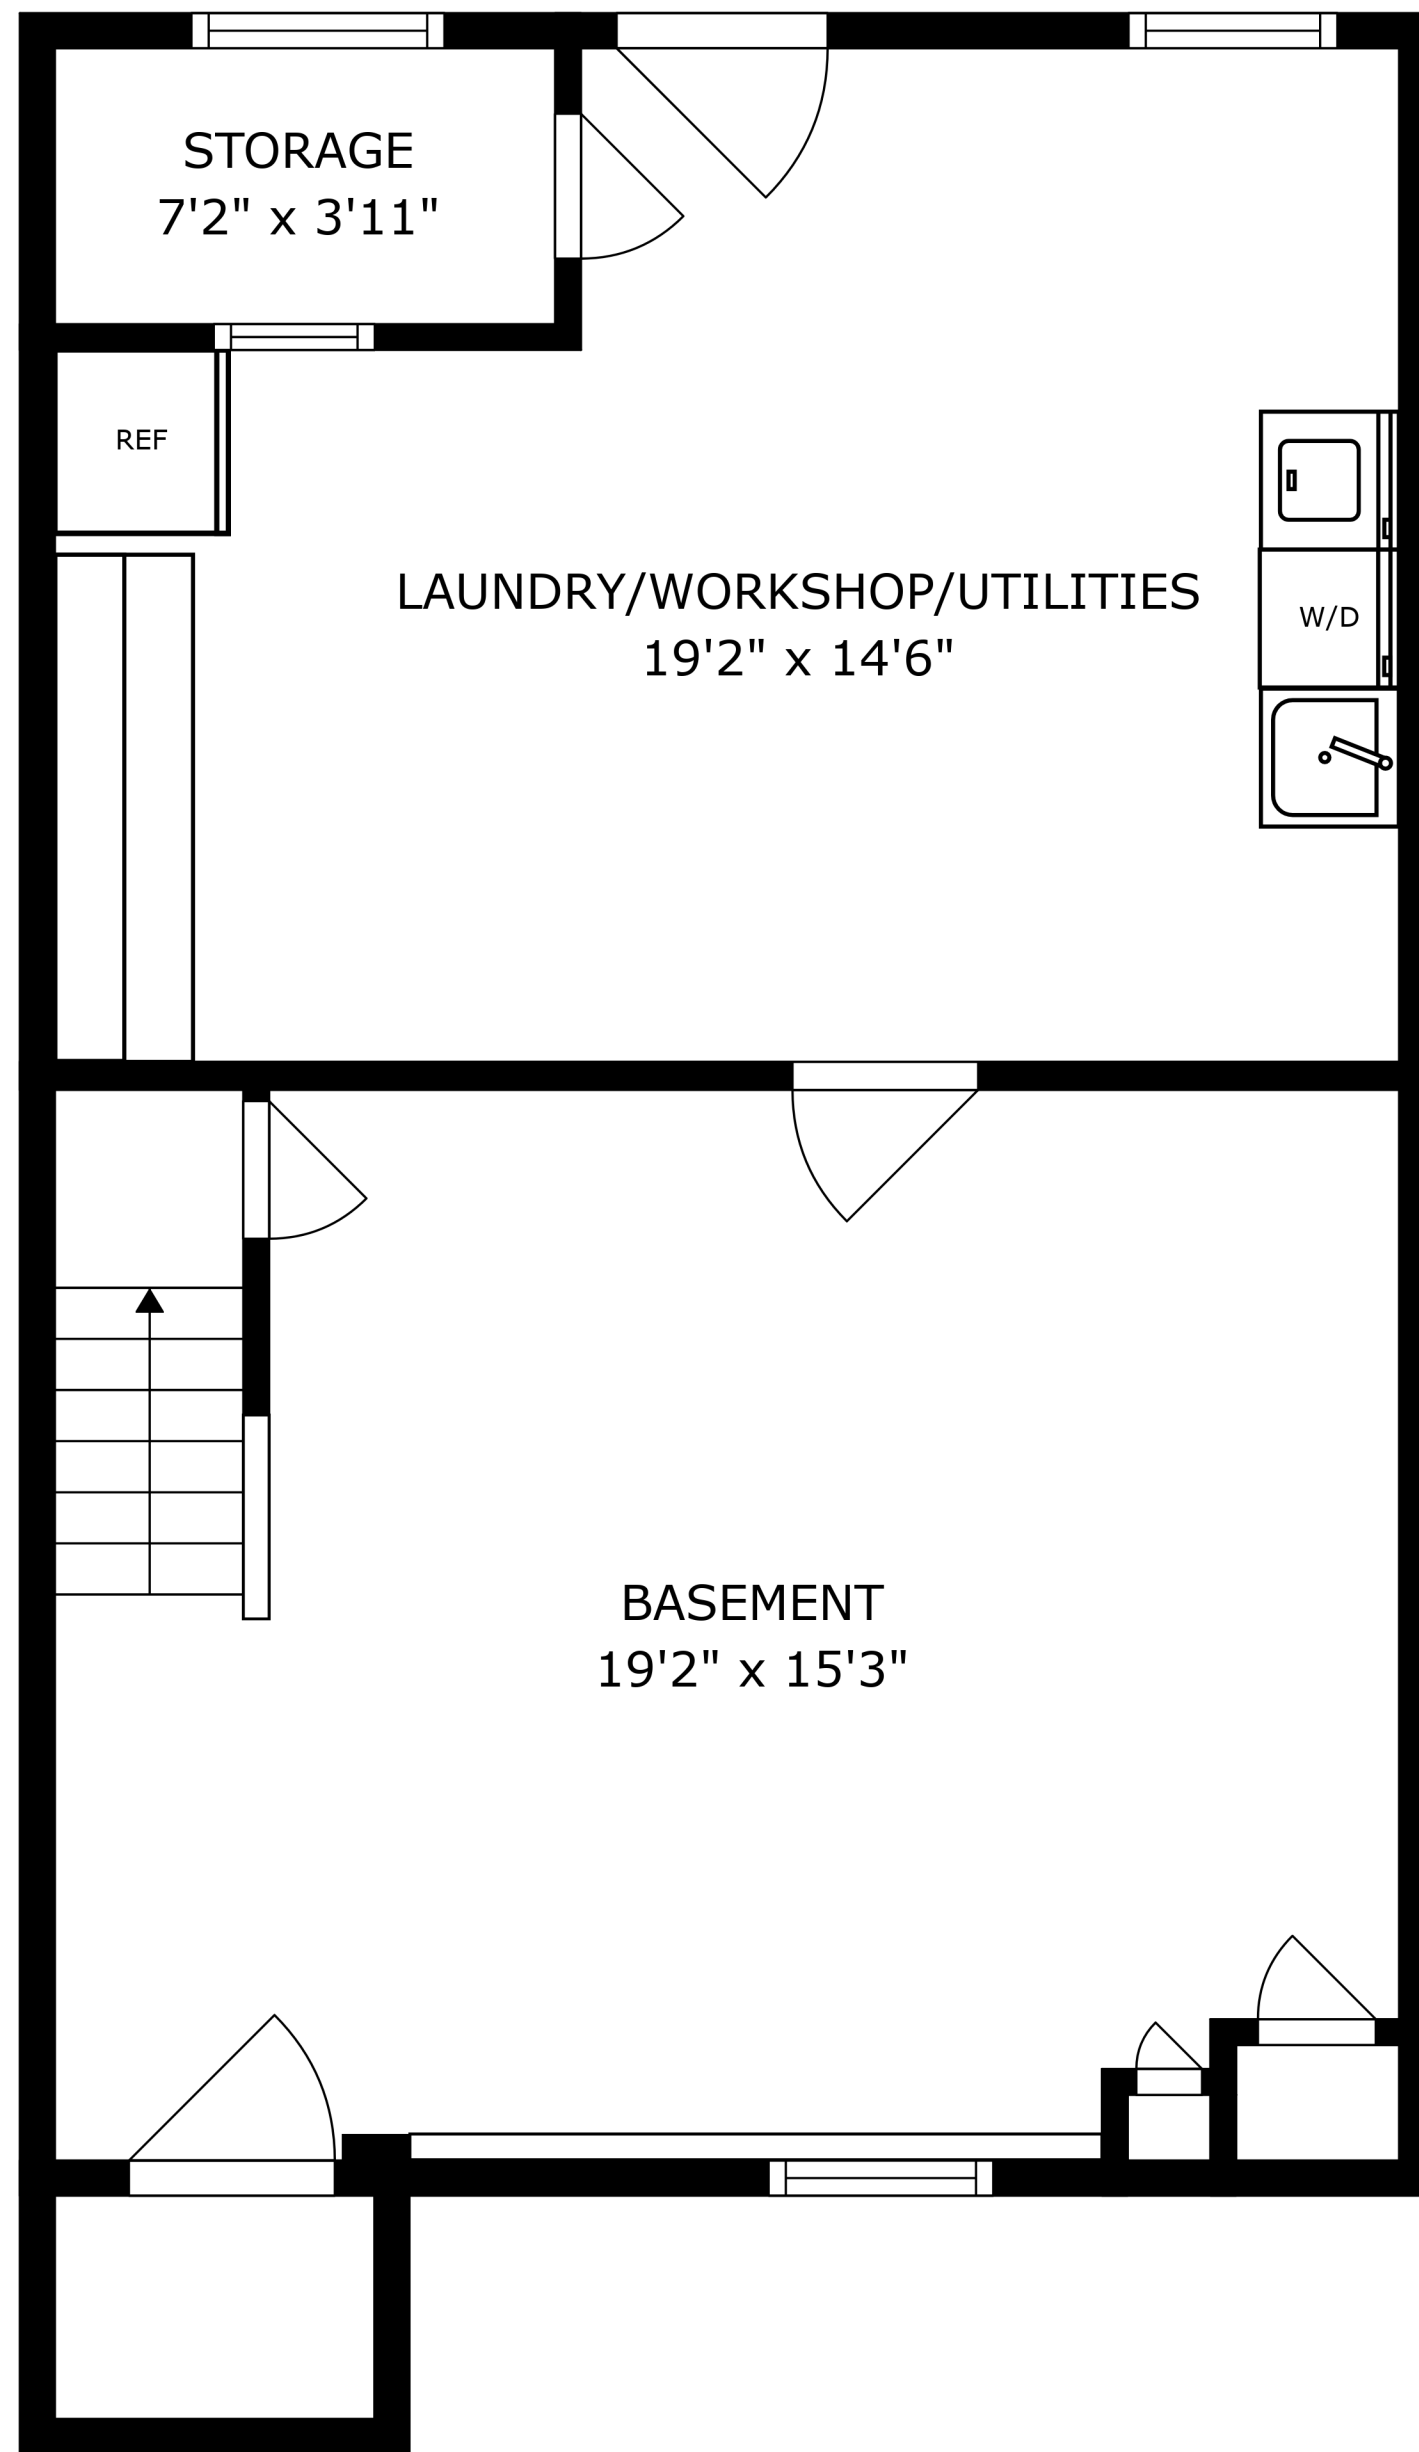 STORAGE
7'2" x 3'11"
REF
LAUNDRY/WORKSHOP/UTILITIES
19'2" x 14'6"
W/D
BASEMENT
19'2" x 15'3"